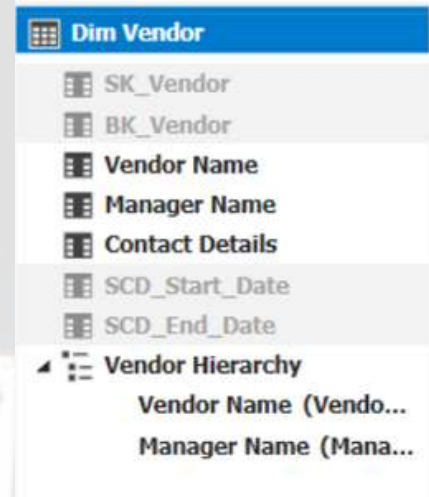 Dim Vendor
SK_Vendor
BK_Vendor
Vendor Name
Manager Name
Contact Details
SCD_Start_Date
SCD_End_Date
Vendor Hierarchy
Vendor Name (Vendo...
Manager Name (Mana...